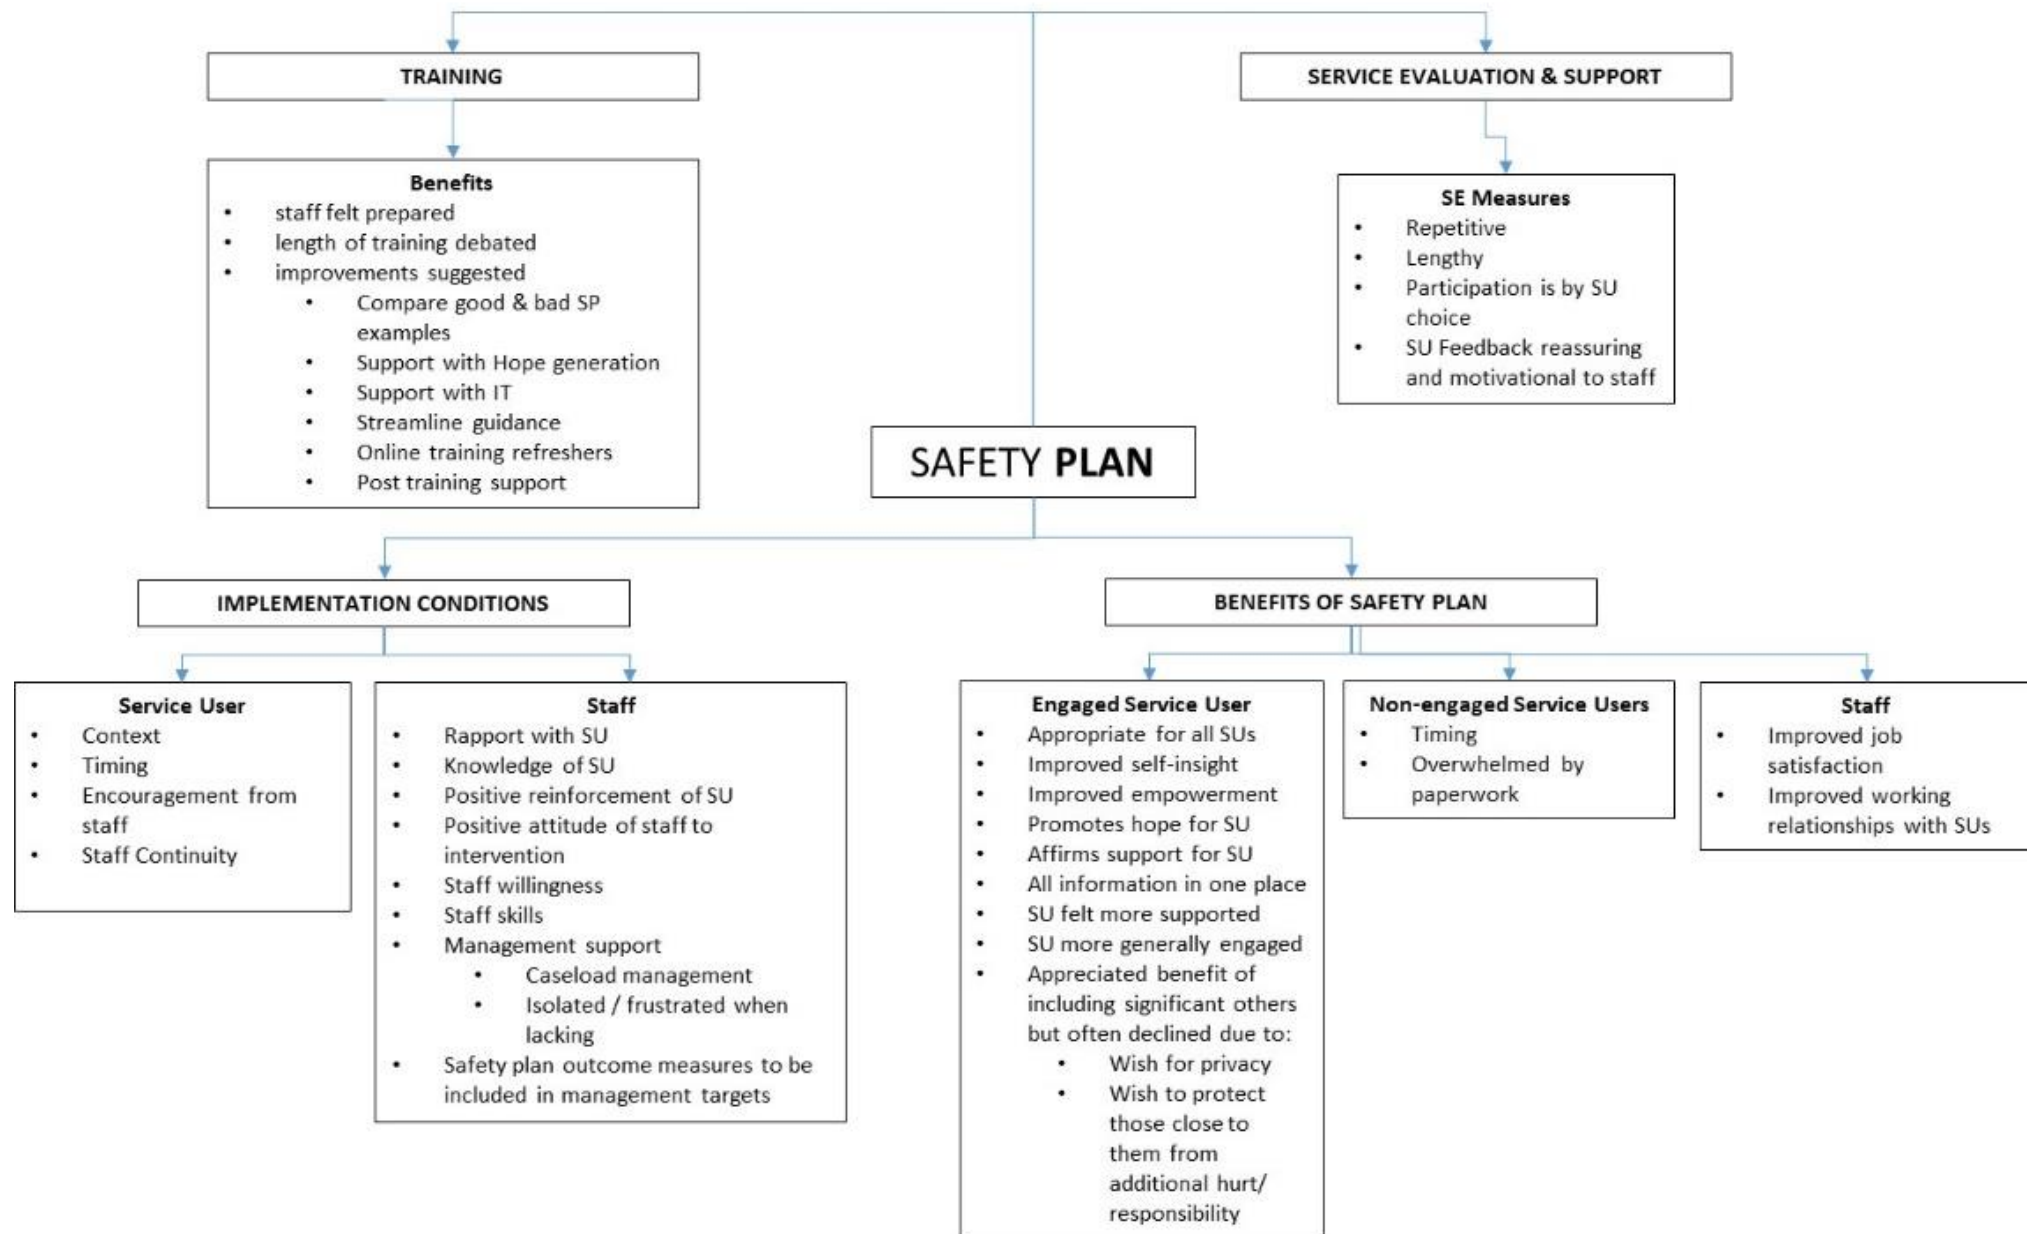 TRAINING
Benefits
• staff felt prepared
• length of training debated
• improvements suggested
• Compare good & bad SP
examples
• Support with Hope generation
• Support with IT
• Streamline guidance
• Online training refreshers
• Post training support
SERVICE EVALUATION & SUPPORT
SE Measures
• Repetitive
• Lengthy
• Participation is by SU
choice
• SU Feedback reassuring
and motivational to staff
SAFETY PLAN
IMPLEMENTATION CONDITIONS
Service User
• Context
• Timing
• Encouragement from
staff
• Staff Continuity
Staff
• Rapport with SU
• Knowledge of SU
• Positive reinforcement of SU
• Positive attitude of staff to
intervention
• Staff willingness
• Staff skills
• Management support
• Caseload management
• Isolated / frustrated when
lacking
• Safety plan outcome measures to be
included in management targets
BENEFITS OF SAFETY PLAN
Engaged Service User
• Appropriate for all SUs
• Improved self-insight
• Improved empowerment
• Promotes hope for SU
• Affirms support for SU
• All information in one place
• SU felt more supported
• SU more generally engaged
• Appreciated benefit of
including significant others
but often declined due to:
• Wish for privacy
• Wish to protect
those close to
them from
additional hurt/
responsibility
Non-engaged Service Users
• Timing
• Overwhelmed by
paperwork
Staff
• Improved job
satisfaction
• Improved working
relationships with SUs